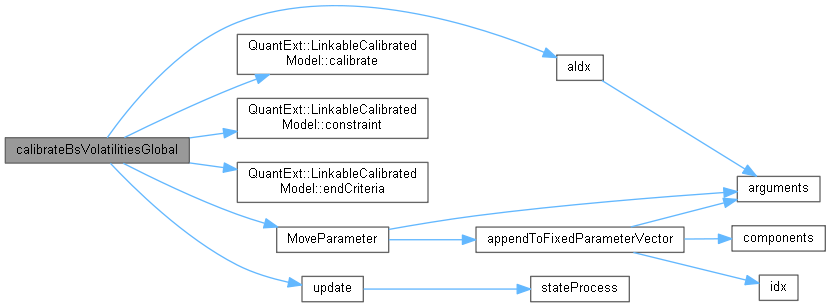 calibrateBsVolatilitiesGlobal
QuantExt::LinkableCalibrated
Model::calibrate
QuantExt::LinkableCalibrated
Model::constraint
QuantExt::LinkableCalibrated
Model::endCriteria
MoveParameter
update
aIdx
appendToFixedParameterVector
stateProcess
arguments
components
idx